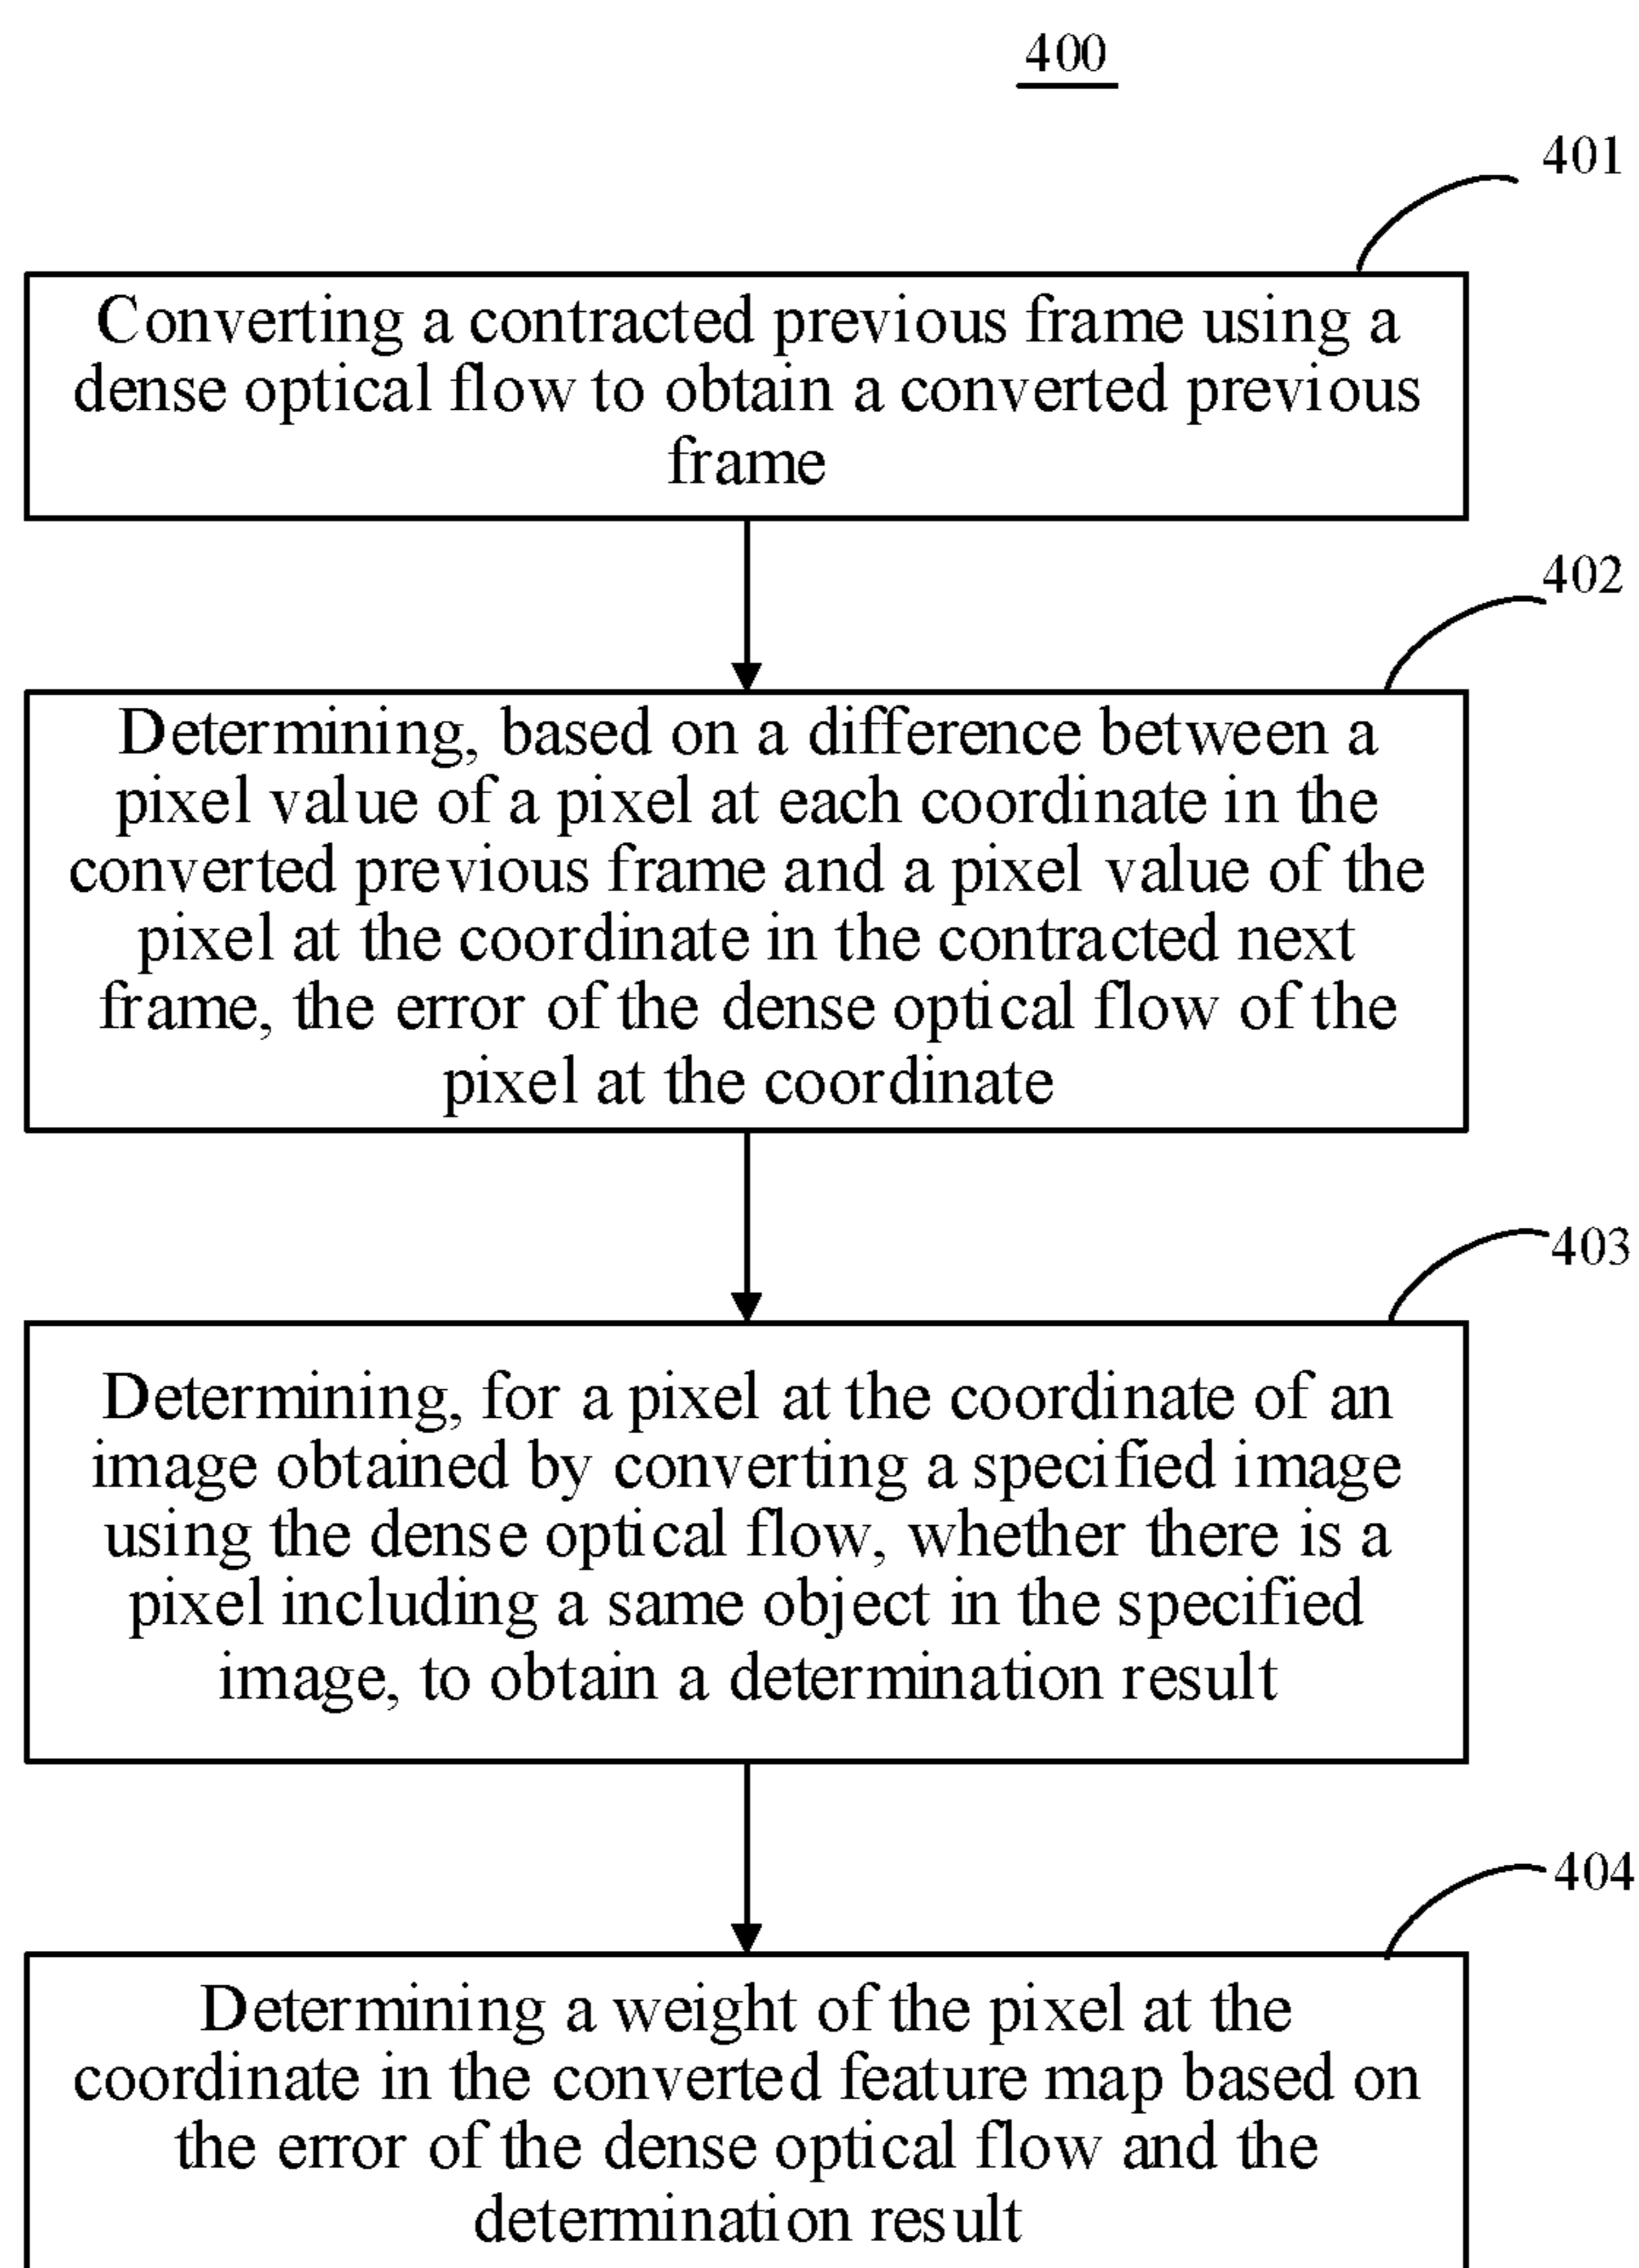 400
401
Converting a contracted previous frame using a
dense optical flow to obtain a converted previous
frame
402
Determining, based on a difference between a
pixel value of a pixel at each coordinate in the
converted previous frame and a pixel value of the
pixel at the coordinate in the contracted next
frame, the error of the dense optical flow of the
pixel at the coordinate
403
Determining, for a pixel at the coordinate of an
image obtained by converting a specified image
using the dense optical flow, whether there is a
pixel including a same object in the specified
image, to obtain a determination result
404
Determining a weight of the pixel at the
coordinate in the converted feature map based on
the error of the dense optical flow and the
determination result